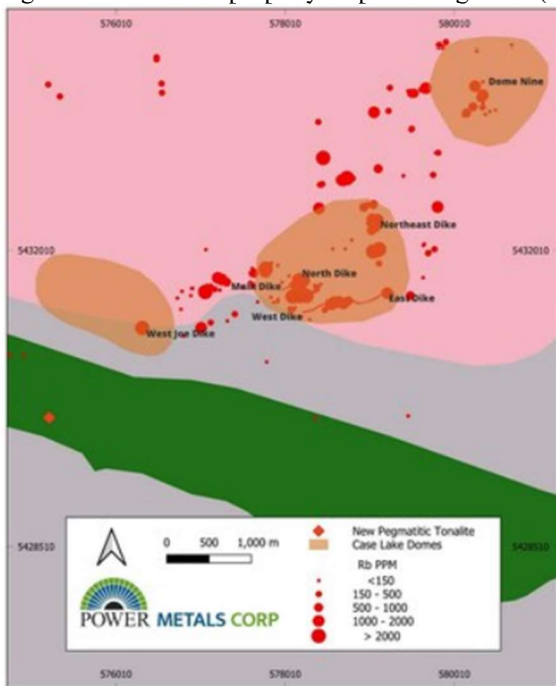 576010 578010 580010
Dome Nine
Northeast Dike
5432010 5432010
North Dike
Main Dike
East Dike
West Dike
West Joe Dike
5428510 5428510
0 500 1,000 m
New Pegmatitic Tonalite
Case Lake Domes
Rb PPM
<150
150 - 500
500 - 1000
1000 - 2000
> 2000
POWER METALS CORP
576010 578010 580010